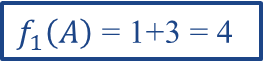 f₁(A) = 1+3 = 4